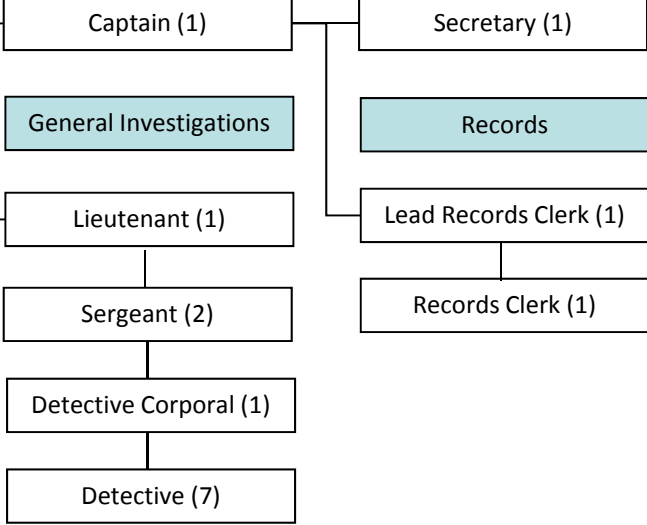 Captain (1)
Secretary (1)
General Investigations
Records
Lieutenant (1)
Lead Records Clerk (1)
Sergeant (2)
Records Clerk (1)
Detective Corporal (1)
Detective (7)